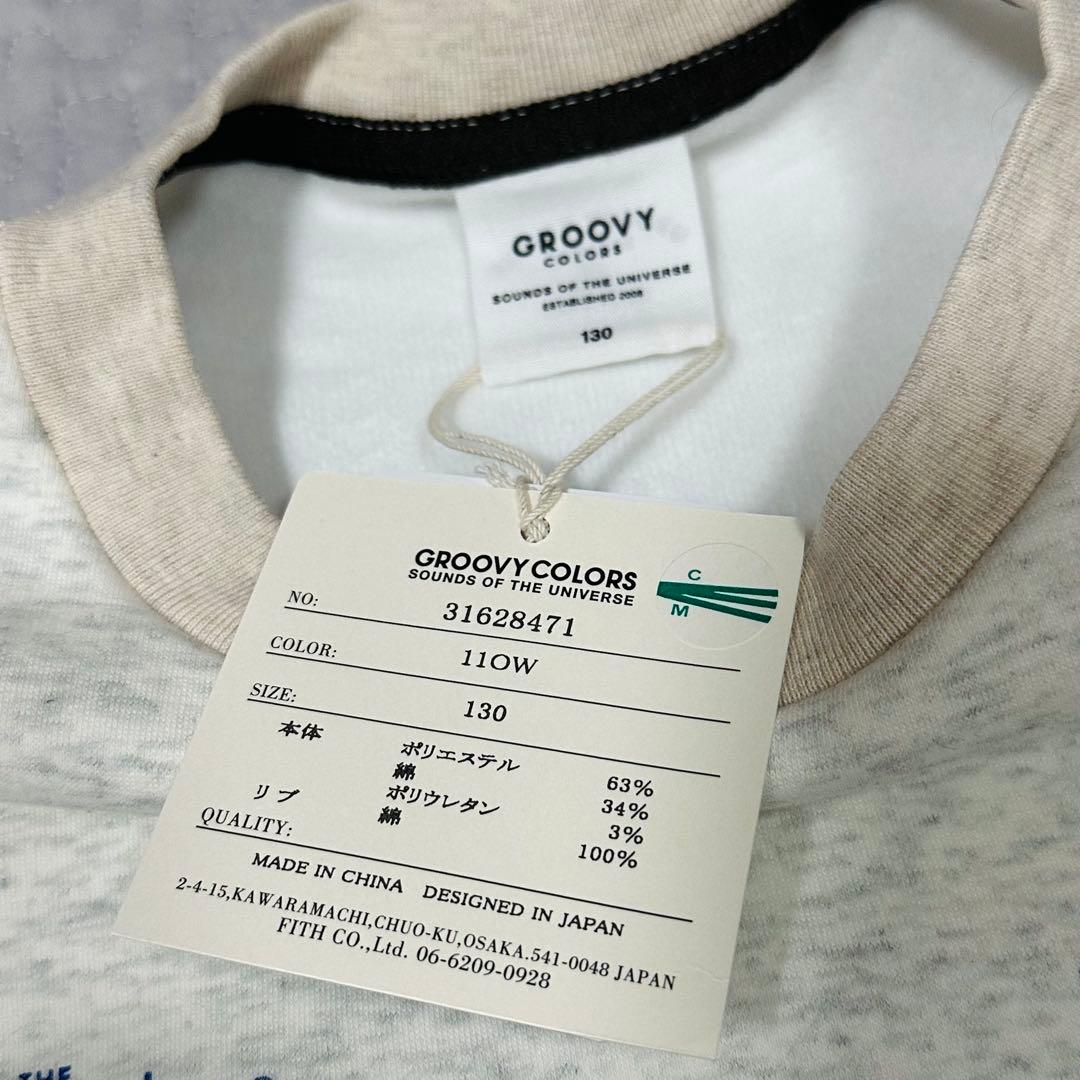 GROOVY
COLORS
SOUNDS OF THE UNIVERSE
ESTABLISHED 2006
130
GROOVYCOLORS
SOUNDS OF THE UNIVERSE
C
M
NO: 31628471
COLOR: 11OW
SIZE: 130
本体 ポリエステル 63%
綿 34%
リブ ポリウレタン 3%
綿 100%
QUALITY:
MADE IN CHINA DESIGNED IN JAPAN
2-4-15,KAWARAMACHI,CHUO-KU,OSAKA.541-0048 JAPAN
FITH CO.,Ltd. 06-6209-0928
THE